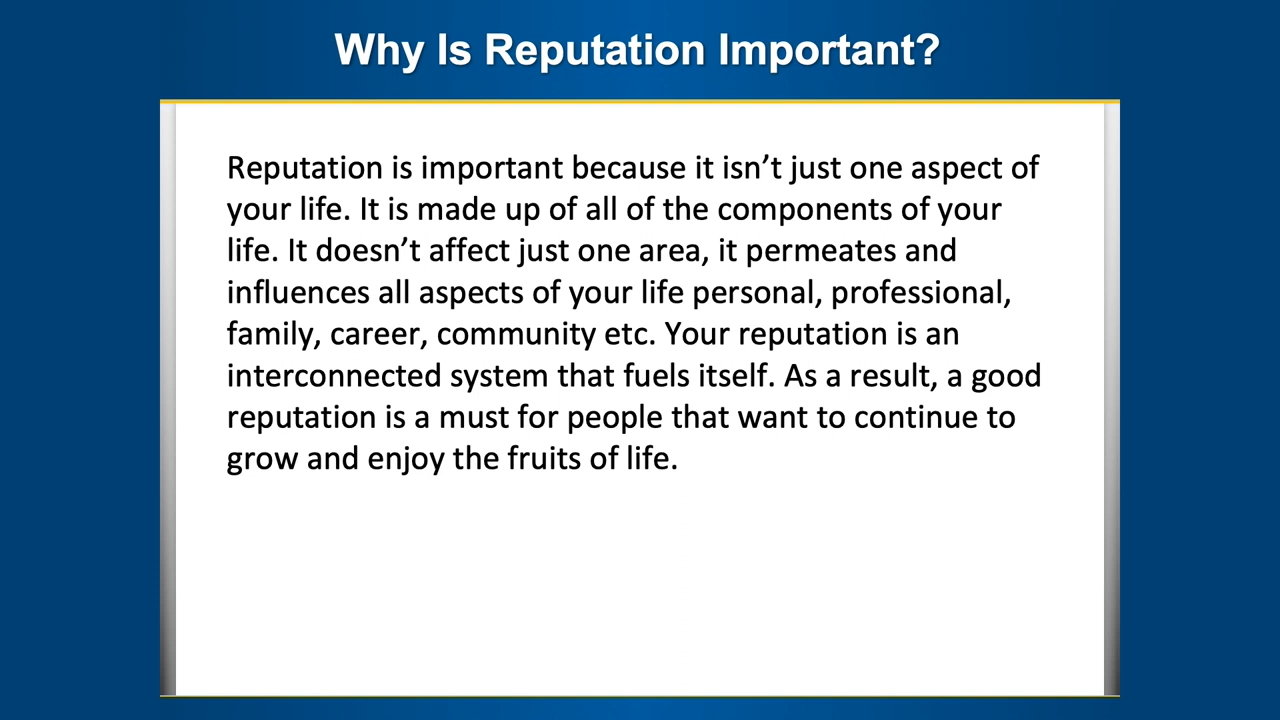 Why Is Reputation Important?
Reputation is important because it isn’t just one aspect of
your life. It is made up of all of the components of your
life. It doesn’t affect just one area, it permeates and
influences all aspects of your life personal, professional,
family, career, community etc. Your reputation is an
interconnected system that fuels itself. As a result, a good
reputation is a must for people that want to continue to
grow and enjoy the fruits of life.